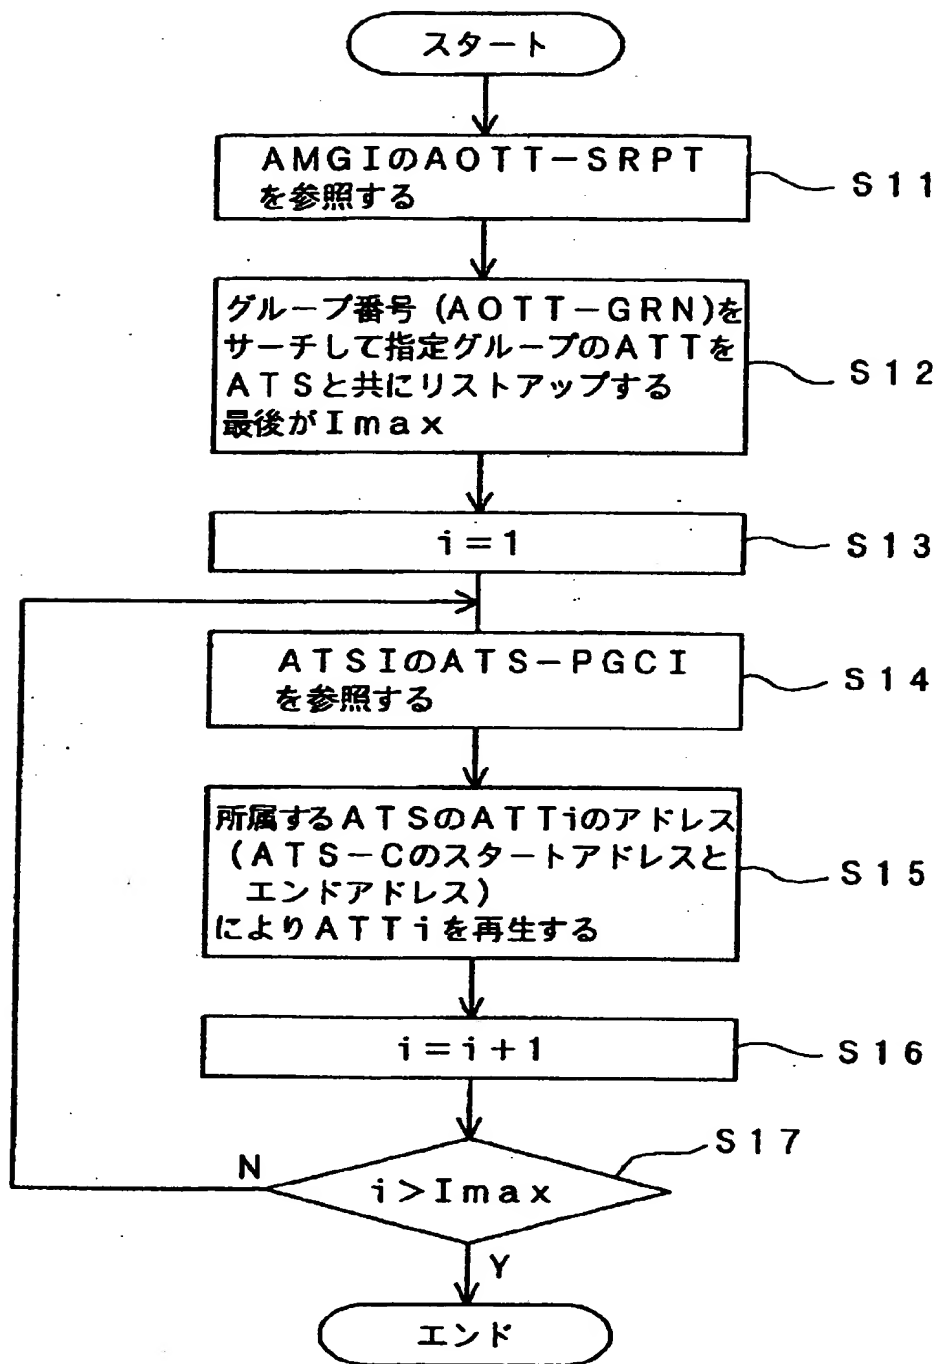 スタート
AMGIのAOTT-SRPT
を参照する
S11
グループ番号(AOTT-GRN)を
サーチして指定グループのATTを
ATSと共にリストアップする
最後がImax
S12
i=1
S13
ATSIのATS-PGCI
を参照する
S14
所属するATSのATTiのアドレス
(ATS-Cのスタートアドレスと
エンドアドレス)
によりATTiを再生する
S15
i=i+1
S16
S17
N
i>Imax
Y
エンド